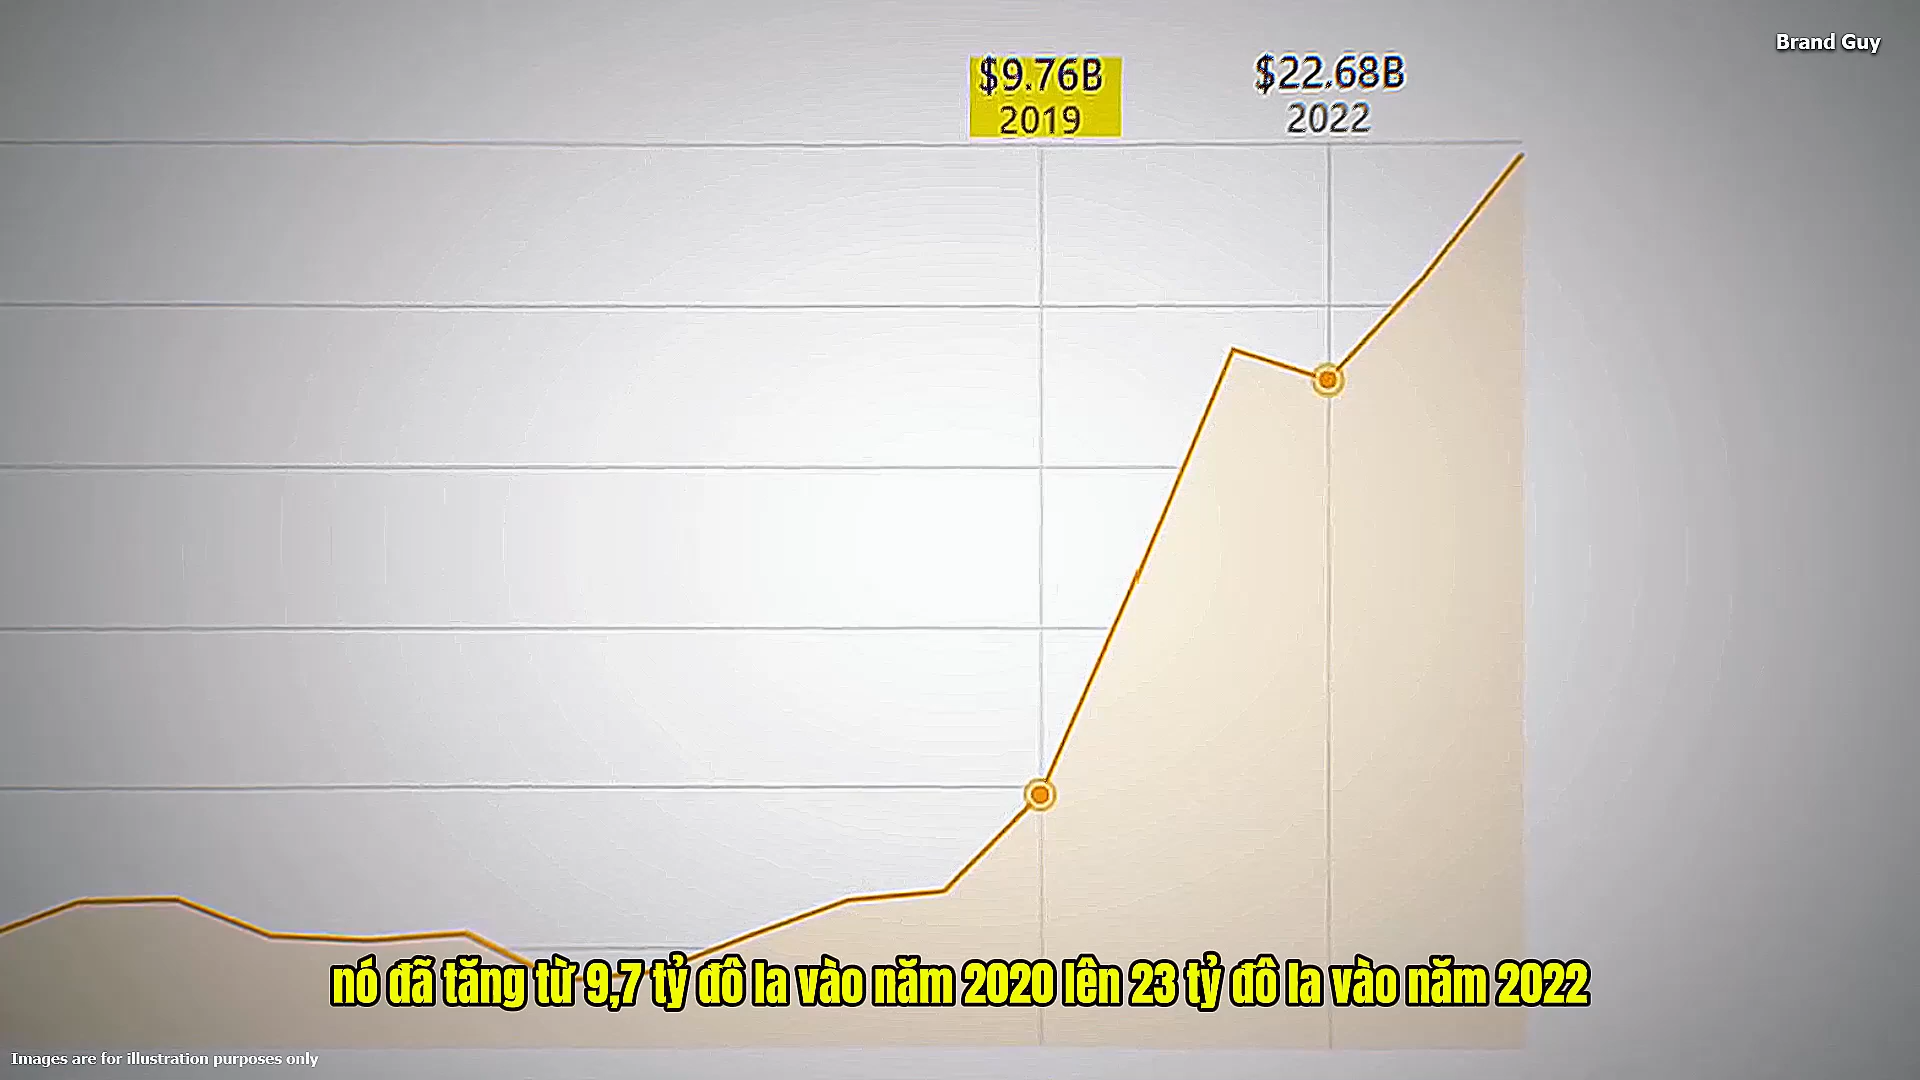 Brand Guy
$9.76B
2019
$22.68B
2022
nó đã tăng từ 9,7 tỷ đô la vào năm 2020 lên 23 tỷ đô la vào năm 2022
Images are for illustration purposes only